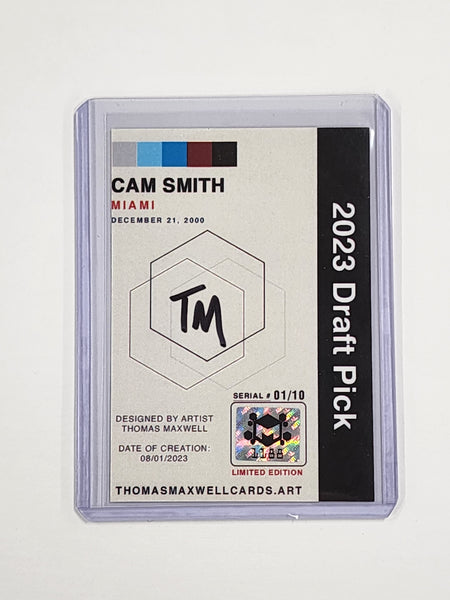 CAM SMITH
MIAMI
DECEMBER 21, 2000
TM
SERIAL # 01/10
DESIGNED BY ARTIST
THOMAS MAXWELL
DATE OF CREATION:
08/01/2023
1188
LIMITED EDITION
THOMASMAXWELLCARDS.ART
2023 Draft Pick